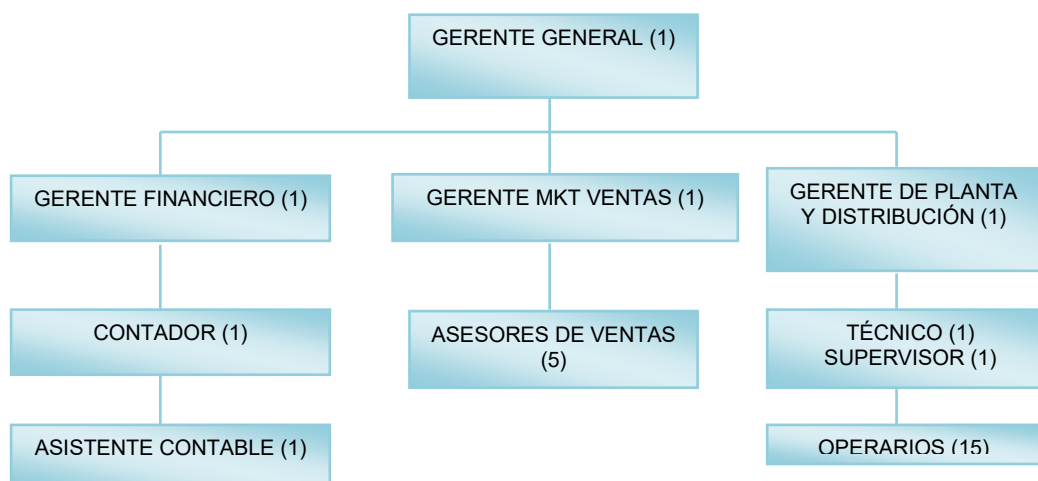 GERENTE GENERAL (1)
GERENTE FINANCIERO (1)
GERENTE MKT VENTAS (1)
GERENTE DE PLANTA
Y DISTRIBUCIÓN (1)
CONTADOR (1)
ASESORES DE VENTAS
(5)
TÉCNICO (1)
SUPERVISOR (1)
ASISTENTE CONTABLE (1)
OPERARIOS (15)